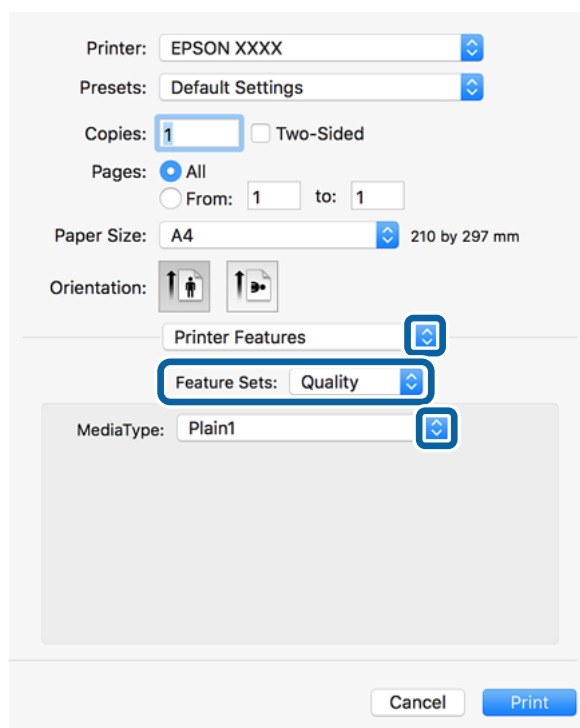 Printer: EPSON XXXX
Presets: Default Settings
Copies: 1 Two-Sided
Pages: All
From: 1 to: 1
Paper Size: A4 210 by 297 mm
Orientation:
Printer Features
Feature Sets: Quality
MediaType: Plain1
Cancel Print